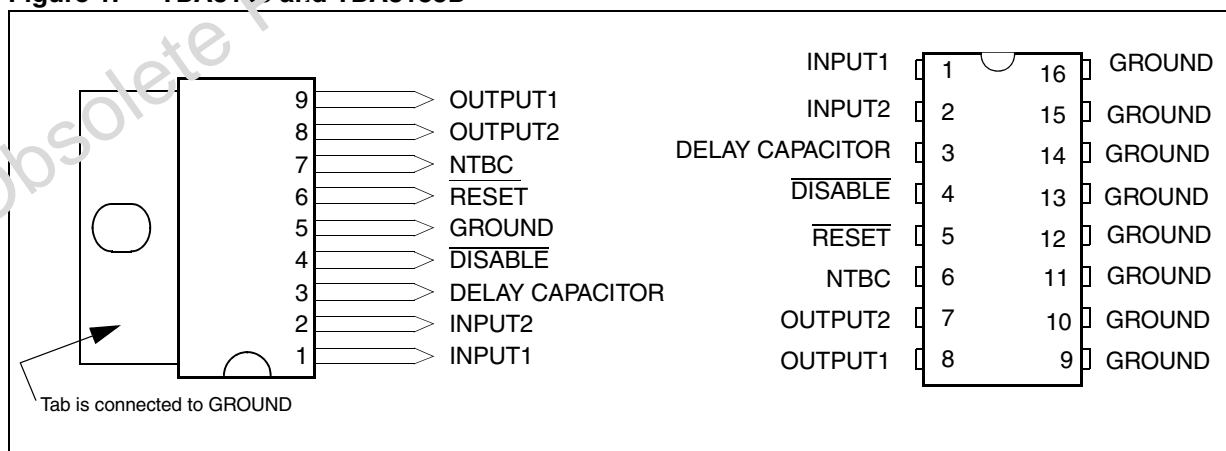 and
9 OUTPUT1
8 OUTPUT2
7 NTBC
6 RESET
5 GROUND
4 DISABLE
3 DELAY CAPACITOR
2 INPUT2
1 INPUT1
Tab is connected to GROUND
INPUT1 1 16 GROUND
INPUT2 2 15 GROUND
DELAY CAPACITOR 3 14 GROUND
DISABLE 4 13 GROUND
RESET 5 12 GROUND
NTBC 6 11 GROUND
OUTPUT2 7 10 GROUND
OUTPUT1 8 9 GROUND
Obsolete